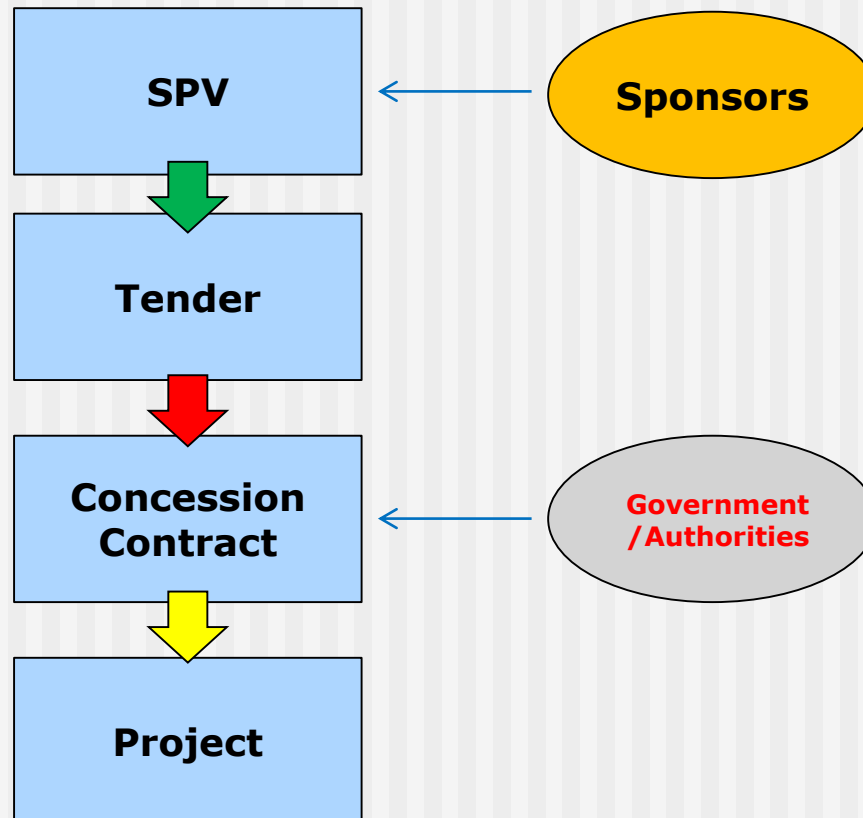 SPV
Sponsors
Tender
Concession
Contract
Government
/Authorities
Project